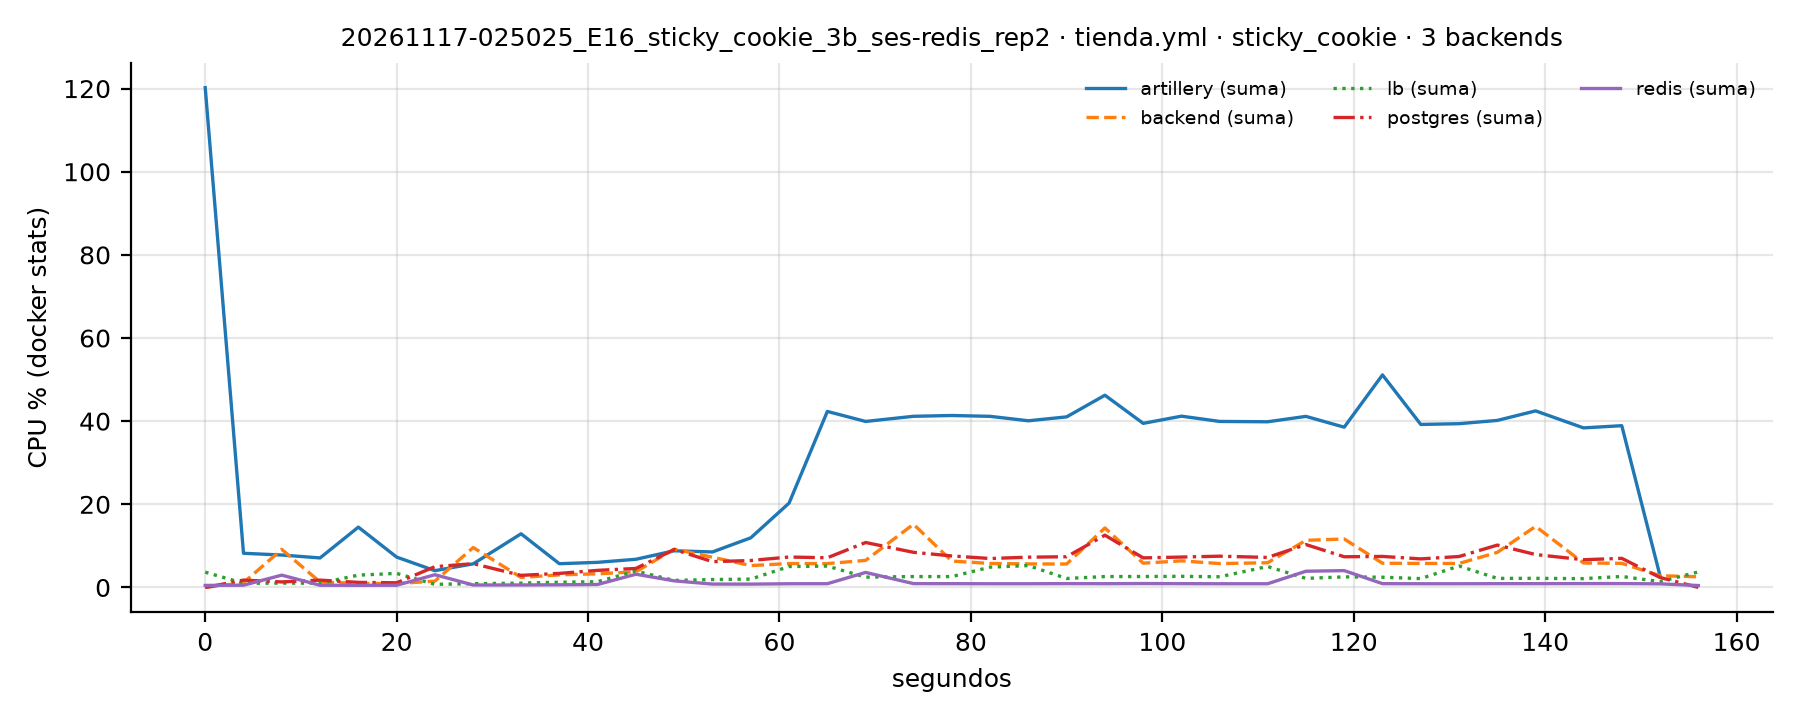 20261117-025025_E16_sticky_cookie_3b_ses-redis_rep2 · tienda.yml · sticky_cookie · 3 backends
artillery (suma) lb (suma) redis (suma)
backend (suma) postgres (suma)
CPU % (docker stats)
120
100
80
60
40
20
0
0 20 40 60 80 100 120 140 160
segundos